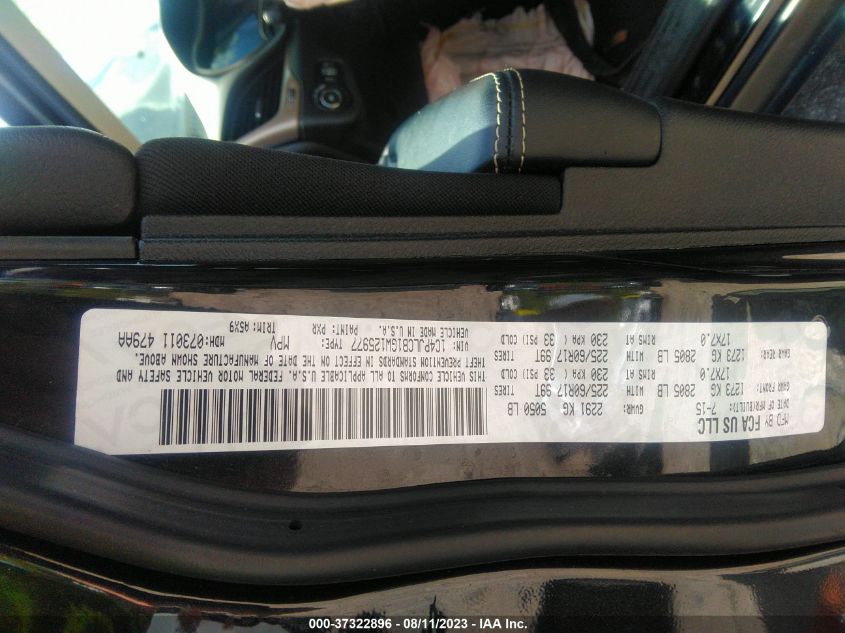 MFD BY FCA US LLC
DATE OF MFR(BUILT): 7-15 GVWR: 2291 KG 5050 LB
GAWR FRONT: 1273 KG 2805 LB WITH 225/60R17 99T TIRES
RIMS AT 17X7.0 230 KPA( 33 PSI) COLD
GAWR REAR: 1273 KG 2805 LB WITH 225/60R17 99T TIRES
RIMS AT 17X7.0 230 KPA( 33 PSI) COLD
THIS VEHICLE CONFORMS TO ALL APPLICABLE U.S.A. FEDERAL MOTOR VEHICLE SAFETY AND
THEFT PREVENTION STANDARDS IN EFFECT ON THE DATE OF MANUFACTURE SHOWN ABOVE.
VIN: 1C4PJLCB1GW125977 TYPE: MPV MDH: 073011 479AA
VEHICLE MADE IN U.S.A. PAINT: PXR TRIM: A5X9
000-37322896 - 08/11/2023 - IAA Inc.